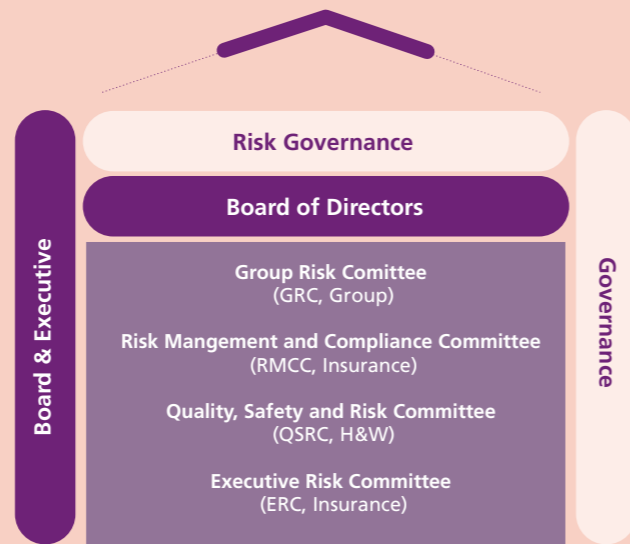 Risk Governance
Board of Directors
Board & Executive
Group Risk Comittee
(GRC, Group)
Risk Mangement and Compliance Committee
(RMCC, Insurance)
Quality, Safety and Risk Committee
(QSRC, H&W)
Executive Risk Committee
(ERC, Insurance)
Governance